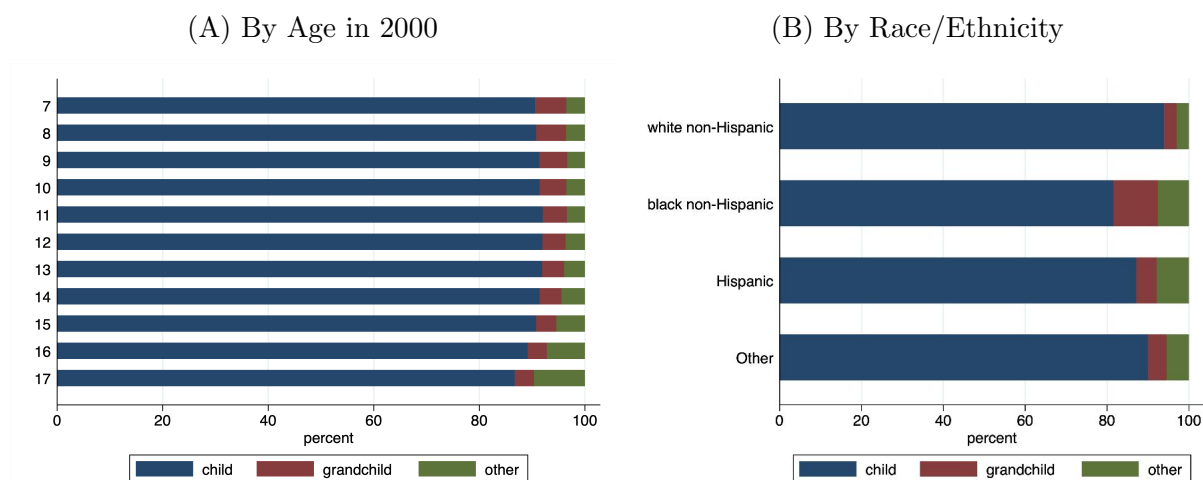 (A) By Age in 2000
7
8
9
10
11
12
13
14
15
16
17
0 20 40 60 80 100
percent
child grandchild other
(B) By Race/Ethnicity
white non-Hispanic
black non-Hispanic
Hispanic
Other
0 20 40 60 80 100
percent
child grandchild other